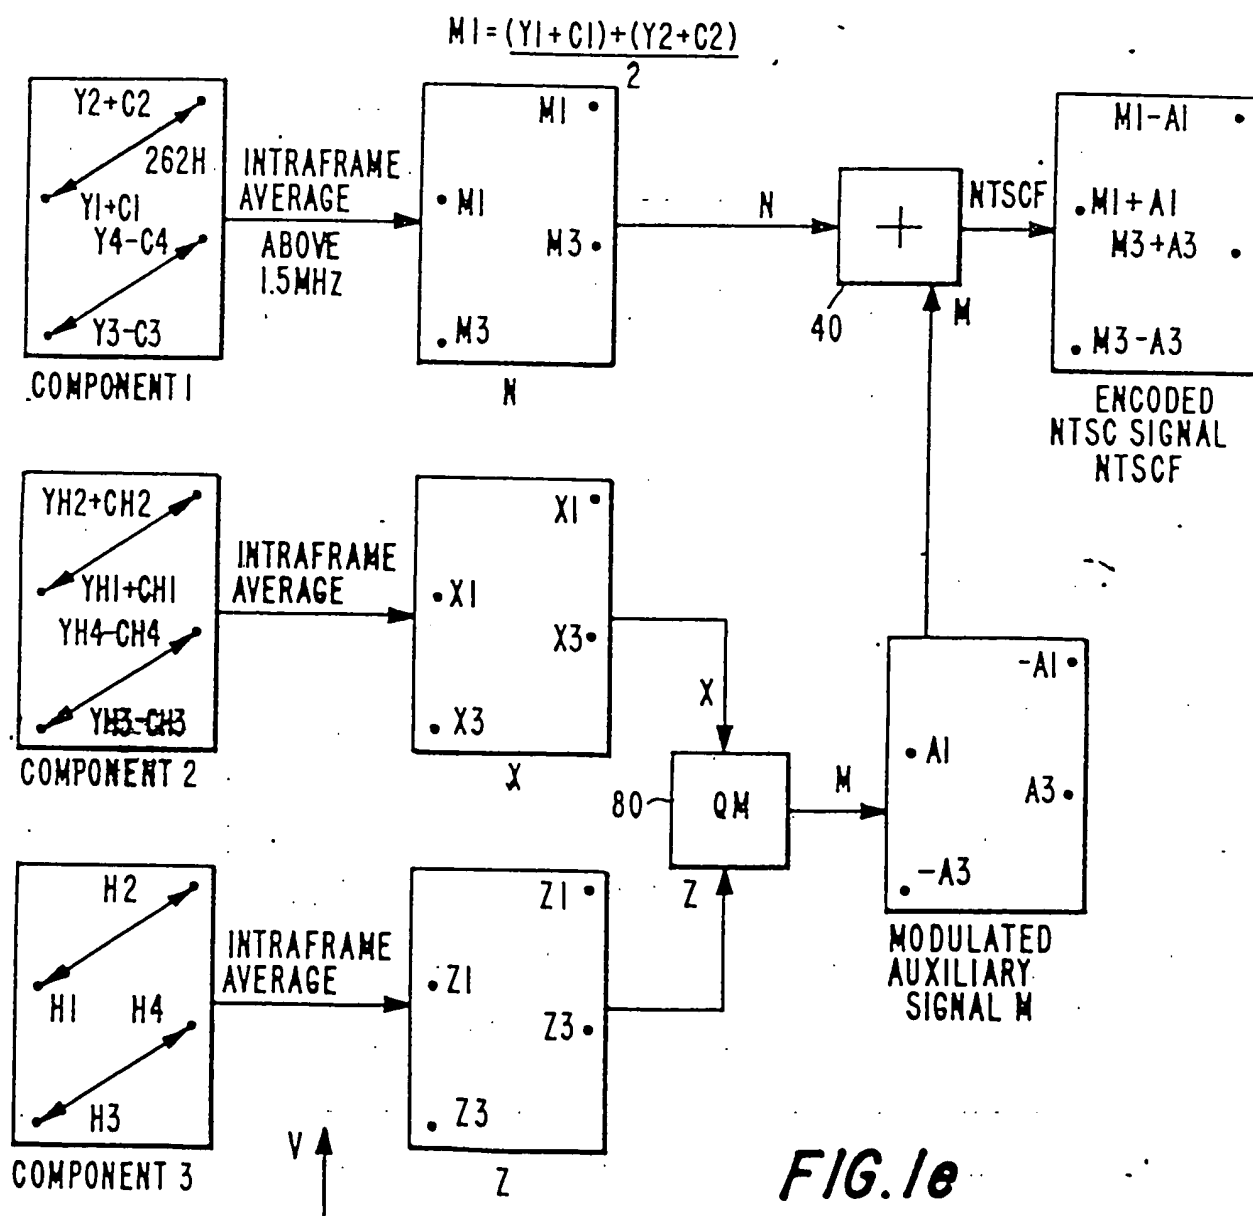 M1=(Y1+C1)+(Y2+C2)
2
Y2+C2
262H
Y1+C1
Y4-C4
Y3-C3
COMPONENT 1
INTRAFRAME
AVERAGE
ABOVE
1.5MHZ
M1
M1
M3
M3
N
N
+
40
M
NTSCF
M1-A1
M1+A1
M3+A3
M3-A3
ENCODED
NTSC SIGNAL
NTSCF
YH2+CH2
YH1+CH1
YH4-CH4
YH3-CH3
COMPONENT 2
INTRAFRAME
AVERAGE
X1
X1
X3
X3
X
X
80
QM
Z
M
-A1
A1
A3
-A3
MODULATED
AUXILIARY
SIGNAL M
H2
H1
H4
H3
COMPONENT 3
INTRAFRAME
AVERAGE
Z1
Z1
Z3
Z3
Z
V
FIG.1e